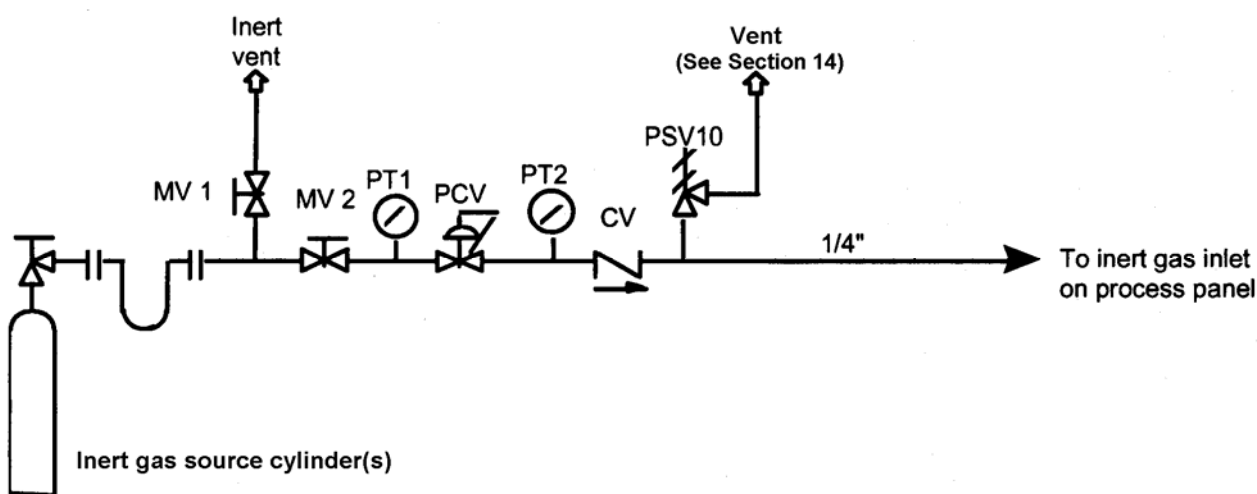 Inert
vent
Vent
(See Section 14)
PSV10
MV 1
MV 2
PT1
PCV
PT2
CV
1/4"
To inert gas inlet
on process panel
Inert gas source cylinder(s)